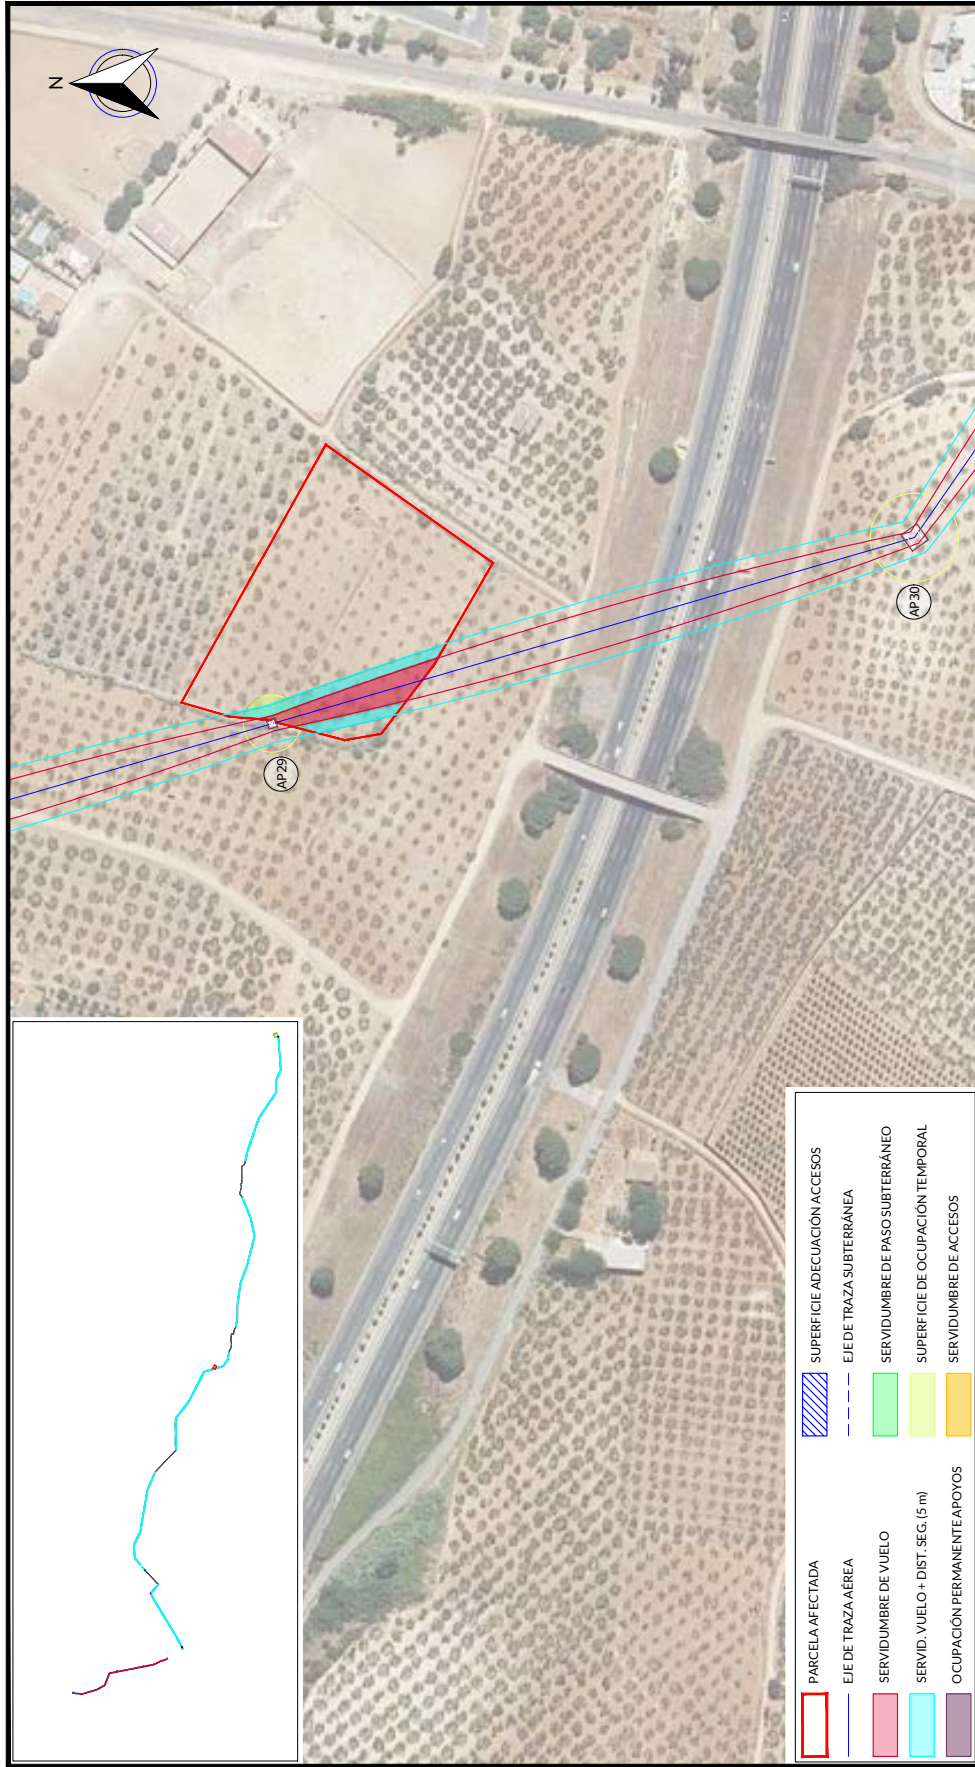 N
AP29
AP30
PARCELA AFECTADA
EJE DE TRAZA AÉREA
SERVIDUMBRE DE VUELO
SERVID. VUELO + DIST. SEG. (5 m)
OCUPACIÓN PERMANENTE APOYOS
SUPERFICIE ADECUACIÓN ACCESOS
EJE DE TRAZA SUBTERRÁNEA
SERVIDUMBRE DE PASO SUBTERRÁNEO
SUPERFICIE DE OCUPACIÓN TEMPORAL
SERVIDUMBRE DE ACCESOS